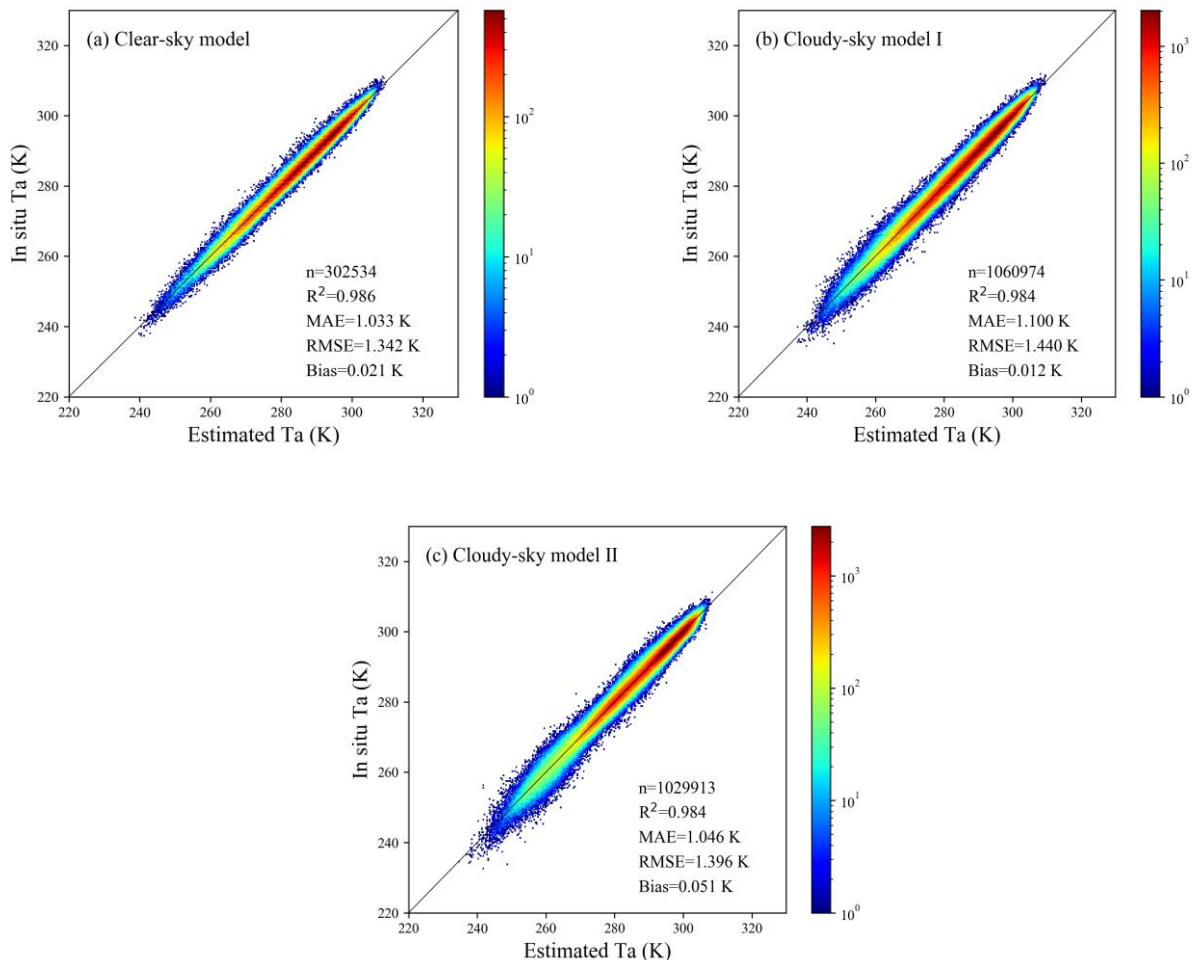 (a) Clear-sky model
330
320
300
280
260
240
220
220
240
260
280
300
320
In situ Ta (K)
Estimated Ta (K)
n=302534
R²=0.986
MAE=1.033 K
RMSE=1.342 K
Bias=0.021 K
10²
10¹
10⁰
(b) Cloudy-sky model I
320
300
280
260
240
220
220
240
260
280
300
320
In situ Ta (K)
Estimated Ta (K)
n=1060974
R²=0.984
MAE=1.100 K
RMSE=1.440 K
Bias=0.012 K
10³
10²
10¹
10⁰
(c) Cloudy-sky model II
320
300
280
260
240
220
220
240
260
280
300
320
In situ Ta (K)
Estimated Ta (K)
n=1029913
R²=0.984
MAE=1.046 K
RMSE=1.396 K
Bias=0.051 K
10³
10²
10¹
10⁰